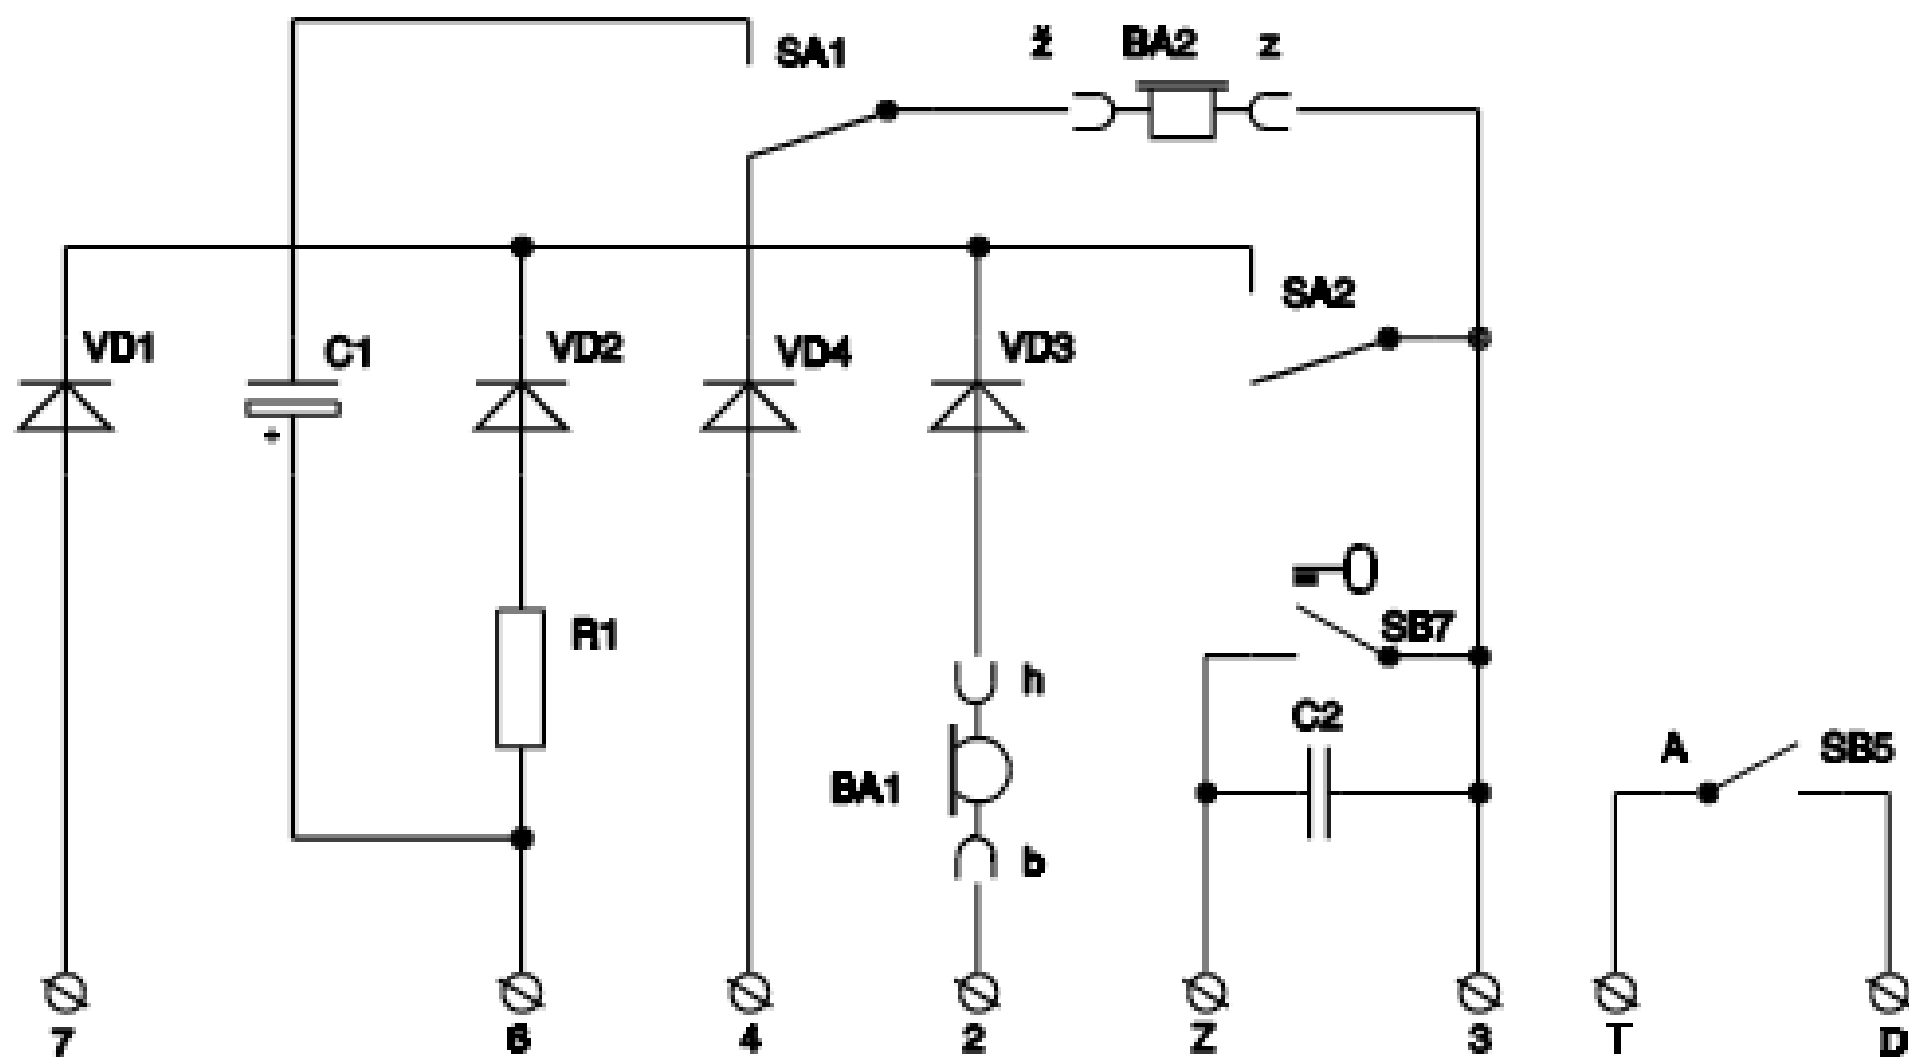 SA1
ž BA2 z
SA2
VD1 C1 VD2 VD4 VD3
SB7
R1
h
C2
A SB5
BA1
b
7 6 4 2 Z 3 T D
+